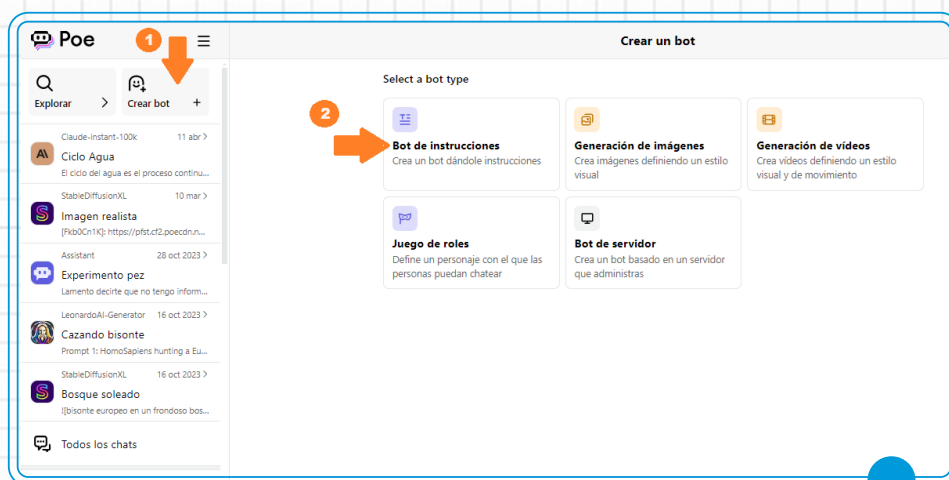 Poe
1
Crear un bot
Explorar
Crear bot +
Select a bot type
2
Claude-instant-100k 11 abr
Ciclo Agua
El ciclo del agua es el proceso continu...
StableDiffusionXL 10 mar
Imagen realista
[Fkb0Cn1K]: https://pfst.cf2.poecdn.n...
Assistant 28 oct 2023
Experimento pez
Lamento decirte que no tengo inform...
LeonardoAI-Generator 16 oct 2023
Cazando bisonte
Prompt 1: HomoSapiens hunting a Eu...
StableDiffusionXL 16 oct 2023
Bosque soleado
![bisonte europeo en un frondoso bos...
Todos los chats
Bot de instrucciones
Crea un bot dándole instrucciones
Generación de imágenes
Crea imágenes definiendo un estilo
visual
Generación de vídeos
Crea vídeos definiendo un estilo
visual y de movimiento
Juego de roles
Define un personaje con el que las
personas puedan chatear
Bot de servidor
Crea un bot basado en un servidor
que administras